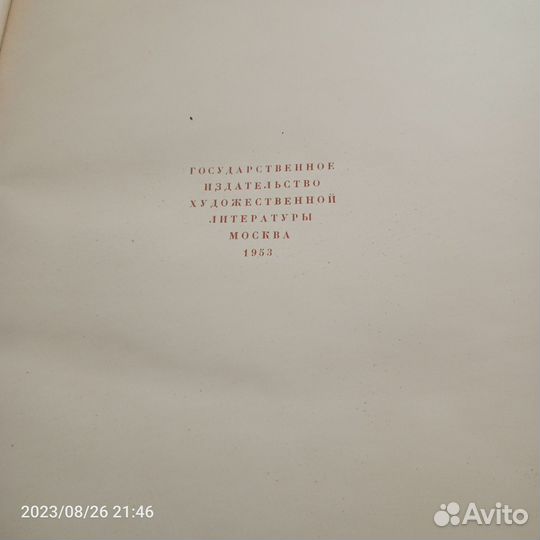 ГОСУДАРСТВЕННОЕ
ИЗДАТЕЛЬСТВО
ХУДОЖЕСТВЕННОЙ
ЛИТЕРАТУРЫ
МОСКВА
1953
2023/08/26 21:46
Avito